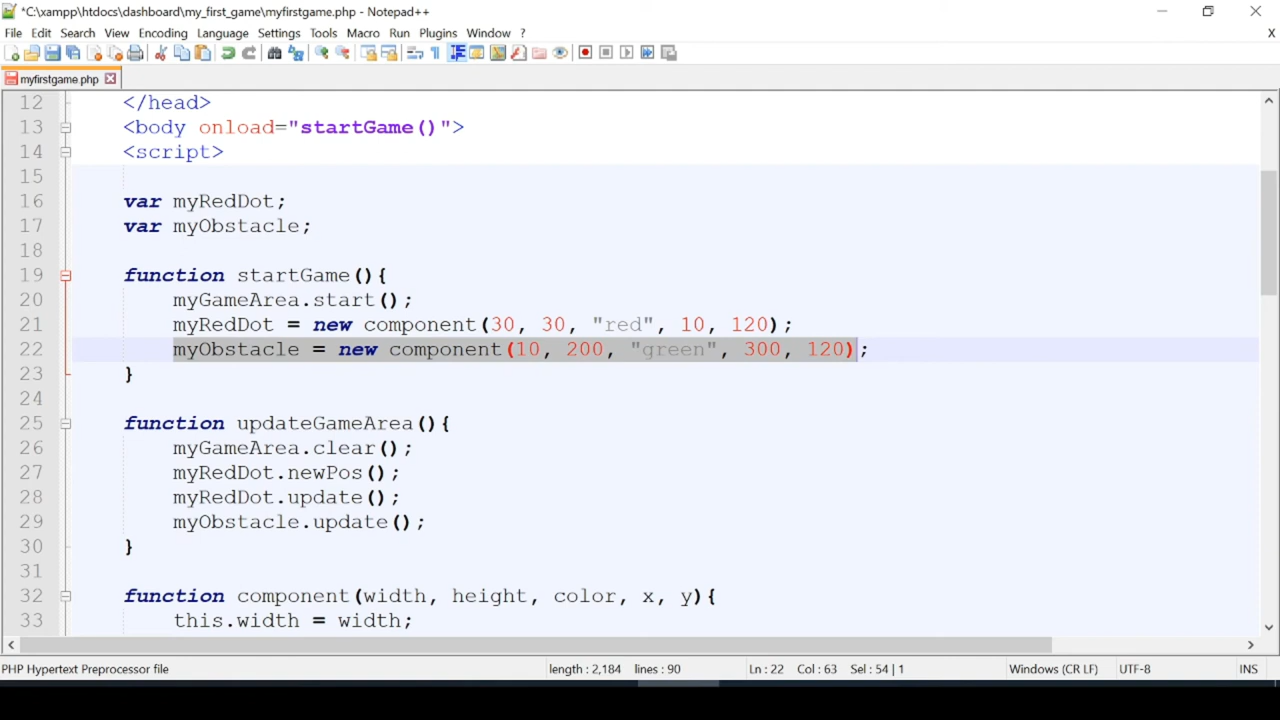 *C:\xampp\htdocs\dashboard\my_first_game\myfirstgame.php - Notepad++
File Edit Search View Encoding Language Settings Tools Macro Run Plugins Window ? X
myfirstgame.php
12 </head>
13 <body onload="startGame()">
14 <script>
15
16 var myRedDot;
17 var myObstacle;
18
19 function startGame(){
20 myGameArea.start();
21 myRedDot = new component(30, 30, "red", 10, 120);
22 myObstacle = new component(10, 200, "green", 300, 120);
23 }
24
25 function updateGameArea(){
26 myGameArea.clear();
27 myRedDot.newPos();
28 myRedDot.update();
29 myObstacle.update();
30 }
31
32 function component(width, height, color, x, y){
33 this.width = width;
PHP Hypertext Preprocessor file length : 2,184 lines : 90 Ln : 22 Col : 63 Sel : 54 | 1 Windows (CR LF) UTF-8 INS